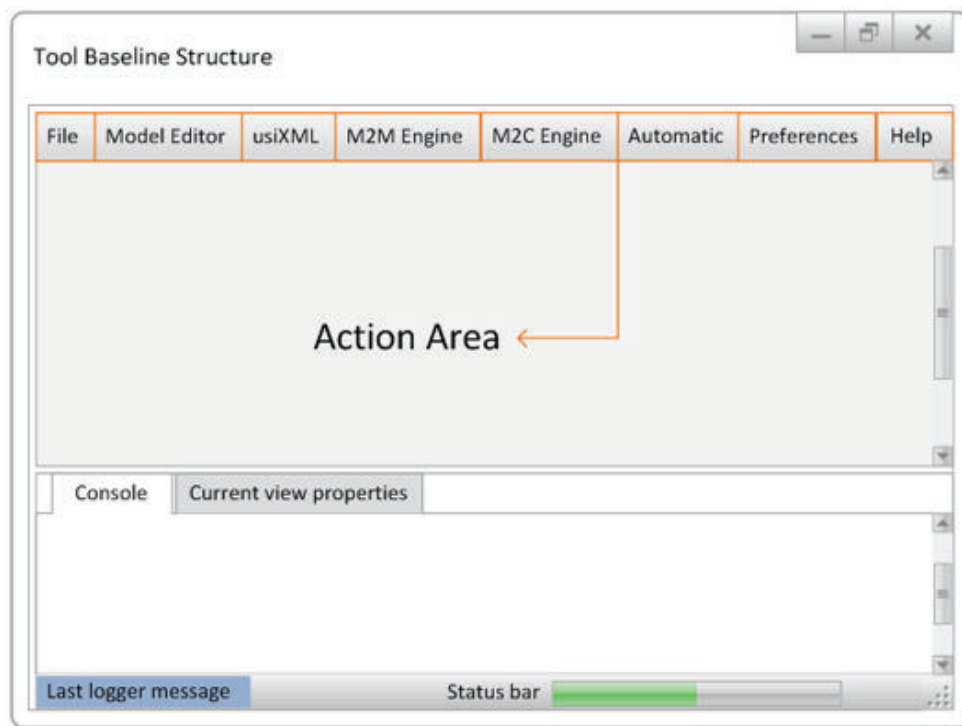 Tool Baseline Structure
File Model Editor usiXML M2M Engine M2C Engine Automatic Preferences Help
Action Area
Console Current view properties
Last logger message Status bar